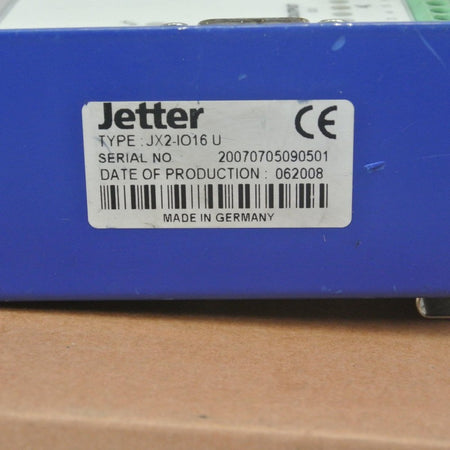 Jetter CE
TYPE : JX2-IO16 U
SERIAL NO 20070705090501
DATE OF PRODUCTION : 062008
MADE IN GERMANY